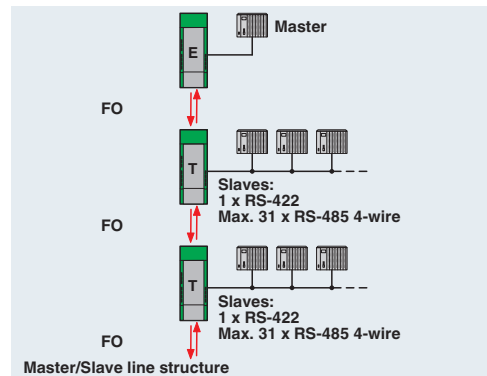 Master
E
FO
T
Slaves:
1 x RS-422
Max. 31 x RS-485 4-wire
FO
T
Slaves:
1 x RS-422
Max. 31 x RS-485 4-wire
FO
Master/Slave line structure